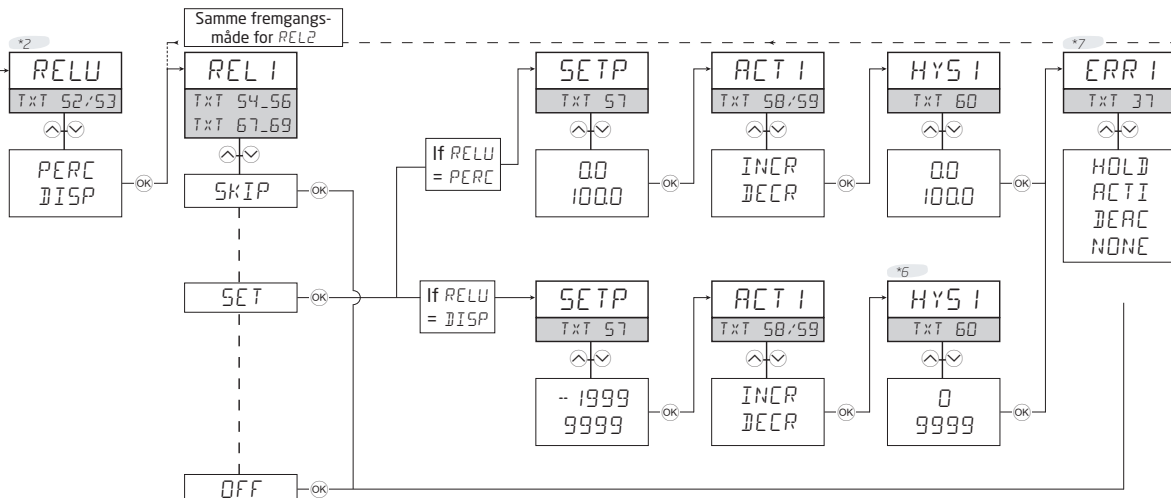 Samme fremgangs-
måde for REL2
*2
RELU
TXT 52/53
PERC
DISP
OK
REL1
TXT 54_56
TXT 67_69
SKIP
OK
SET
OK
OFF
OK
If RELU
= PERC
SETP
TXT 57
0.0
100.0
OK
ACT1
TXT 58/59
INCR
DECR
OK
HYS1
TXT 60
0.0
100.0
OK
*7
ERR1
TXT 37
HOLD
ACTI
DEAC
NONE
If RELU
= DISP
SETP
TXT 57
-1999
9999
OK
ACT1
TXT 58/59
INCR
DECR
OK
*6
HYS1
TXT 60
0
9999
OK